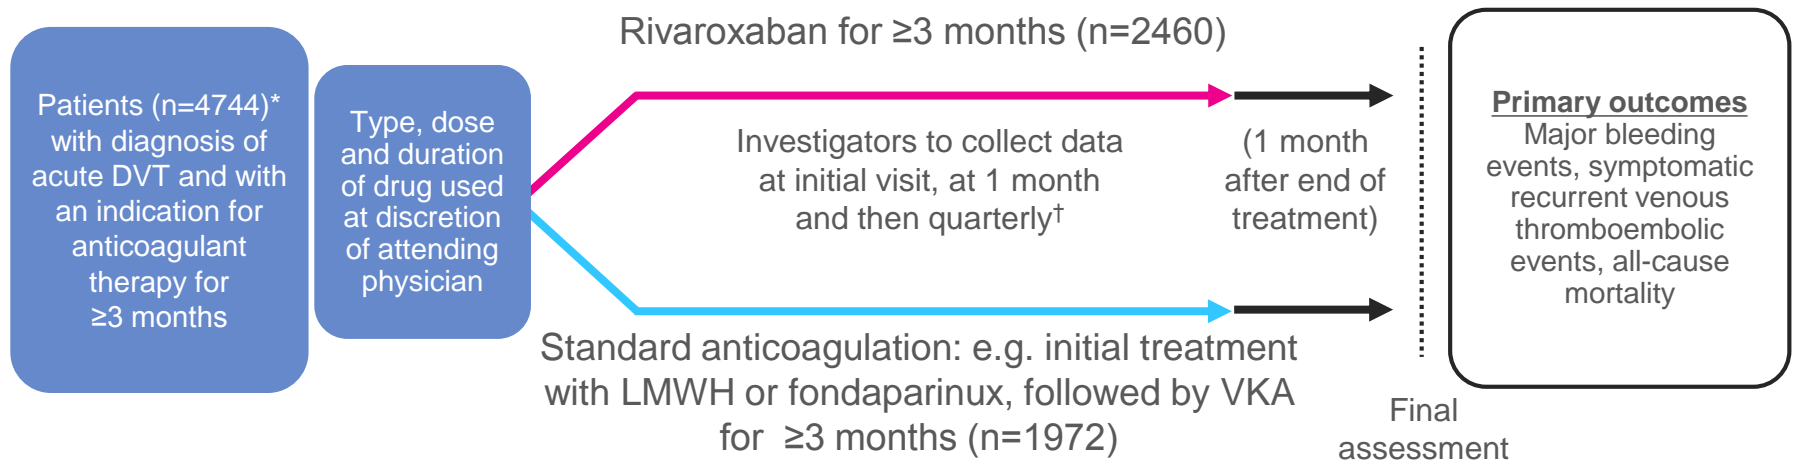 Patients (n=4744)*
with diagnosis of
acute DVT and with
an indication for
anticoagulant
therapy for
≥3 months
Type, dose
and duration
of drug used
at discretion
of attending
physician
Rivaroxaban for ≥3 months (n=2460)
Investigators to collect data
at initial visit, at 1 month
and then quarterly†
(1 month
after end of
treatment)
Standard anticoagulation: e.g. initial treatment
with LMWH or fondaparinux, followed by VKA
for ≥3 months (n=1972)
Final
assessment
Primary outcomes
Major bleeding
events, symptomatic
recurrent venous
thromboembolic
events, all-cause
mortality